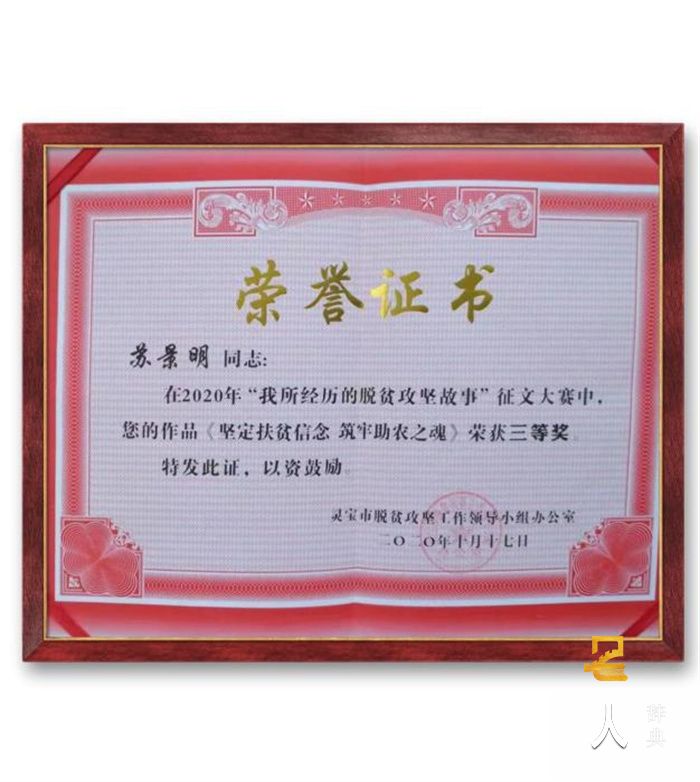 荣誉证书
苏景明 同志：
在2020年“我所经历的脱贫攻坚故事”征文大赛中，
您的作品《坚定扶贫信念 筑牢助农之魂》荣获三等奖。
特发此证，以资鼓励。
灵宝市脱贫攻坚工作领导小组办公室
二〇二〇年十月十七日
人
辞典